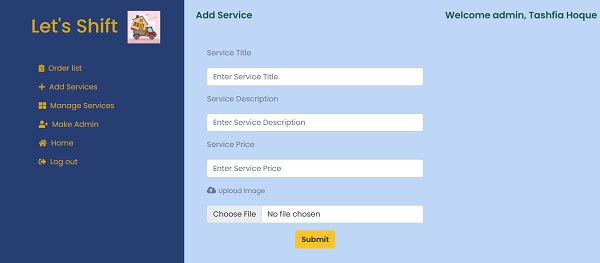 Let's Shift
Order list
Add Services
Manage Services
Make Admin
Home
Log out
Add Service
Welcome admin, Tashfia Hoque
Service Title
Enter Service Title
Service Description
Enter Service Description
Service Price
Enter Service Price
Upload Image
Choose File No file chosen
Submit